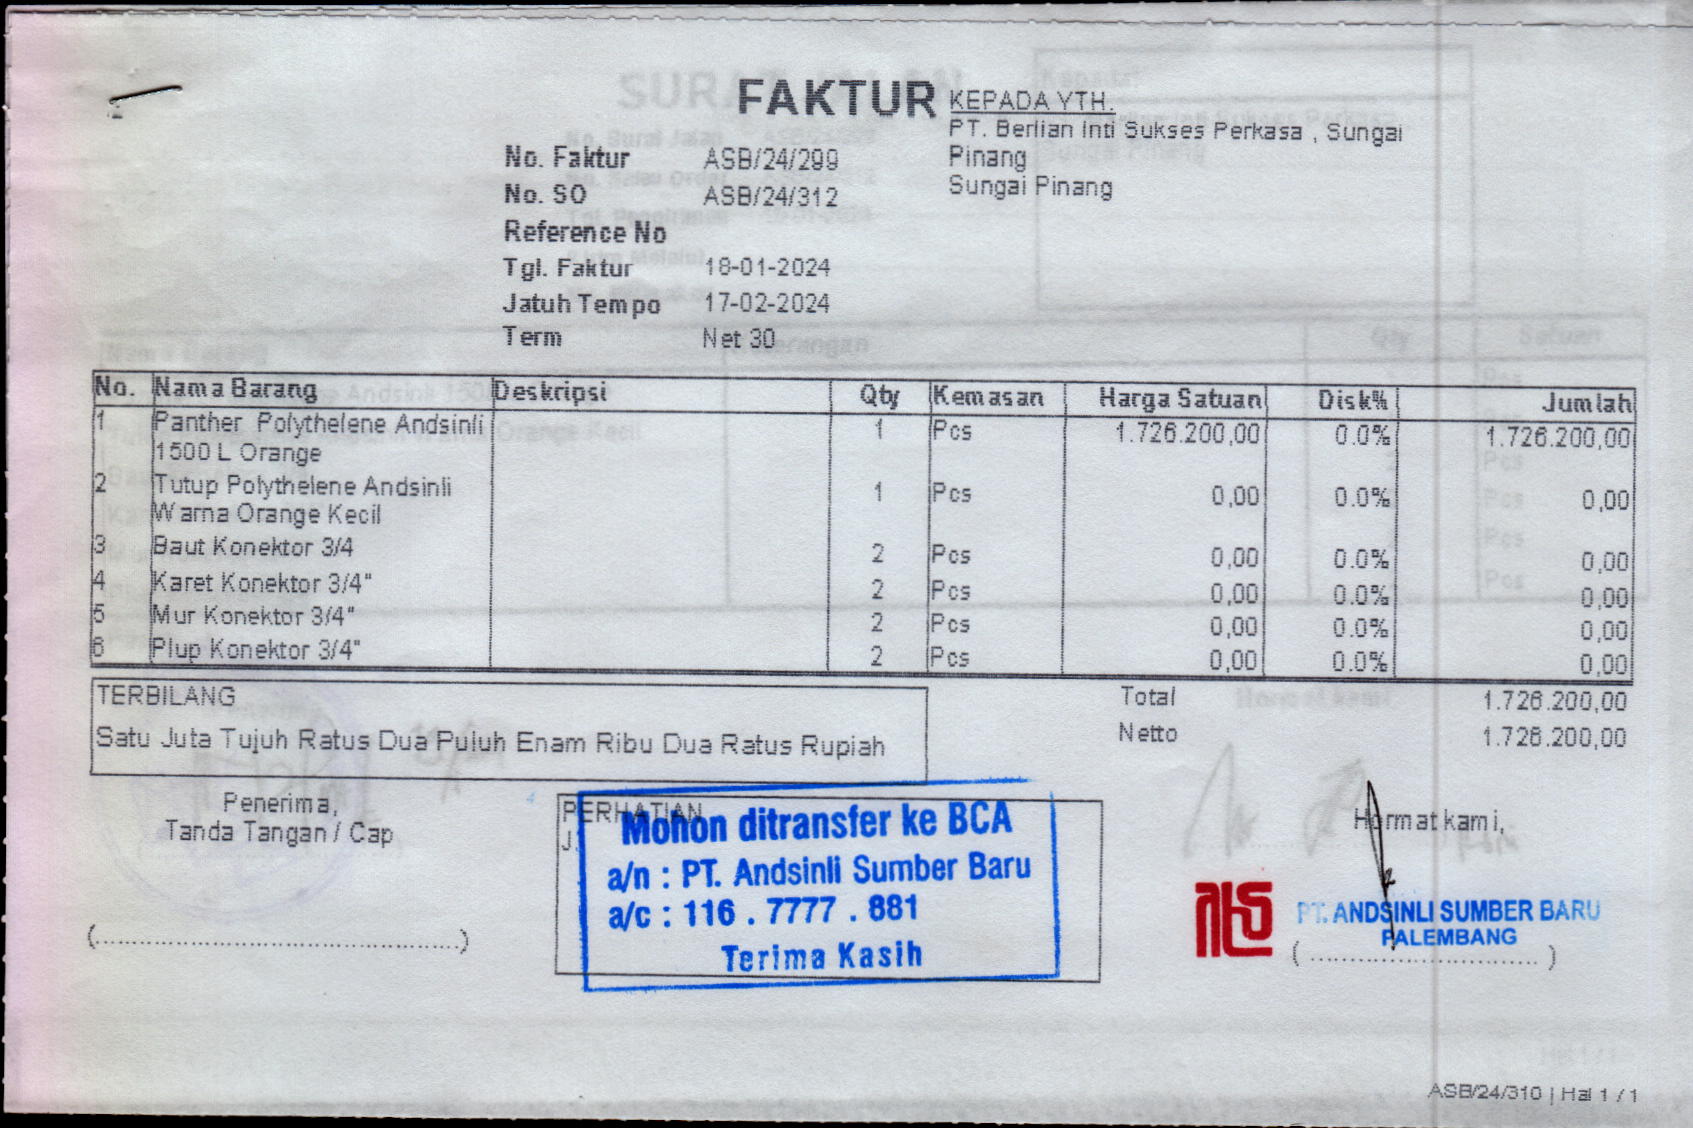 FAKTUR
No. Faktur ASB/24/299
No. SO ASB/24/312
Reference No
Tgl. Faktur 18-01-2024
Jatuh Tempo 17-02-2024
Term Net 30
KEPADA YTH.
PT. Berlian Inti Sukses Perkasa , Sungai
Pinang
Sungai Pinang
No. Nama Barang Deskripsi Qty Kemasan Harga Satuan Disk% Jumlah
1 Panther Polythelene Andsinli 1 Pcs 1.726.200,00 0.0% 1.726.200,00
1500 L Orange
2 Tutup Polythelene Andsinli 1 Pcs 0,00 0.0% 0,00
Warna Orange Kecil
3 Baut Konektor 3/4 2 Pcs 0,00 0.0% 0,00
4 Karet Konektor 3/4" 2 Pcs 0,00 0.0% 0,00
5 Mur Konektor 3/4" 2 Pcs 0,00 0.0% 0,00
6 Plup Konektor 3/4" 2 Pcs 0,00 0.0% 0,00
TERBILANG
Satu Juta Tujuh Ratus Dua Puluh Enam Ribu Dua Ratus Rupiah
Total 1.726.200,00
Netto 1.726.200,00
Penerima,
Tanda Tangan / Cap
(............................................)
PERHATIAN
Mohon ditransfer ke BCA
a/n : PT. Andsinli Sumber Baru
a/c : 116 . 7777 . 881
Terima Kasih
Hormat kami,
PT. ANDSINLI SUMBER BARU
PALEMBANG
( ............................ )
ASB/24/310 | Hal 1 / 1